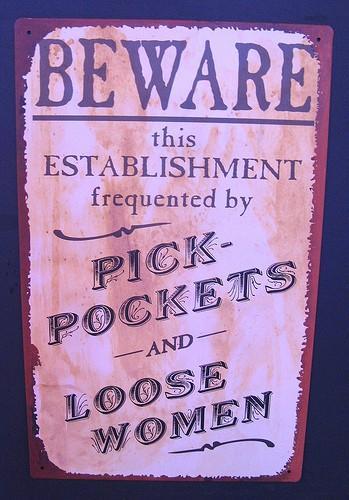 BEWARE
this
ESTABLISHMENT
frequented by
PICK-
POCKETS
AND
LOOSE
WOMEN